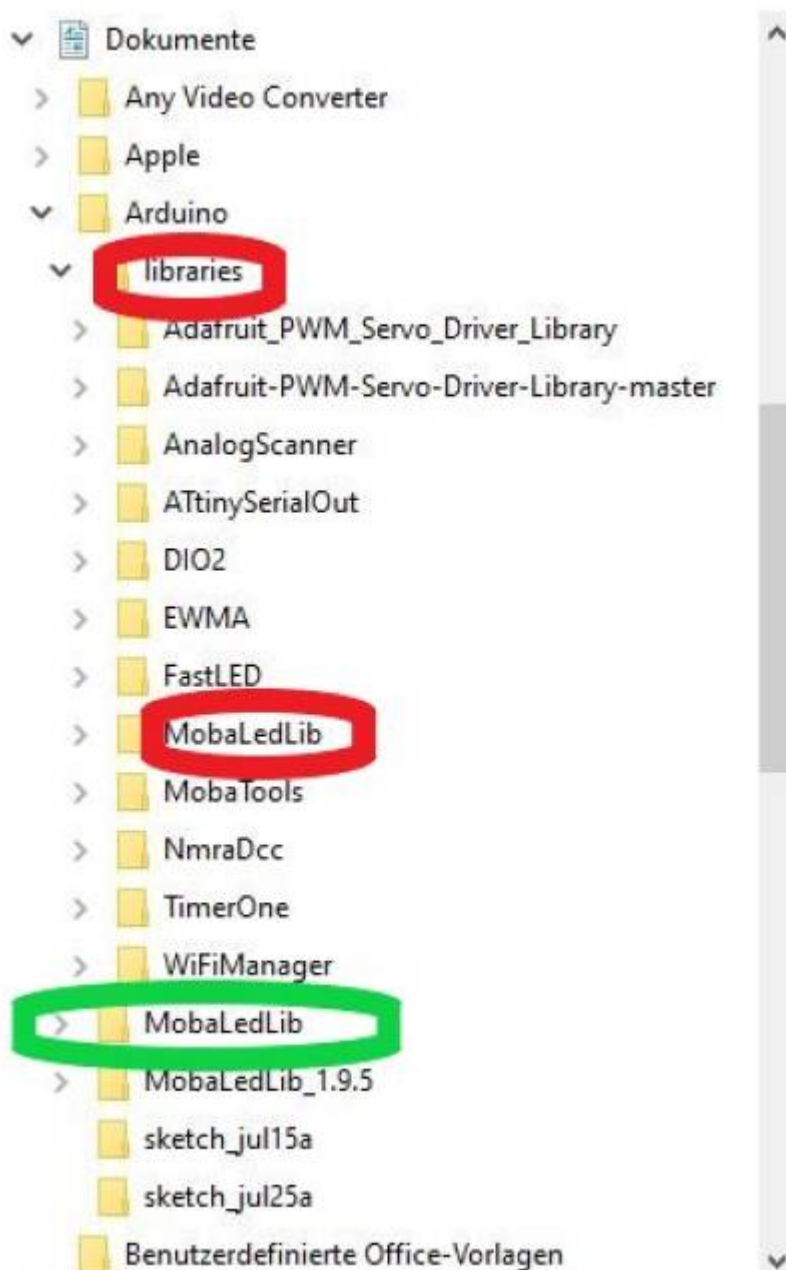 Dokumente
Any Video Converter
Apple
Arduino
libraries
Adafruit_PWM_Servo_Driver_Library
Adafruit-PWM-Servo-Driver-Library-master
AnalogScanner
ATtinySerialOut
DIO2
EWMA
FastLED
MobaLedLib
MobaTools
NmraDcc
TimerOne
WiFiManager
MobaLedLib
MobaLedLib_1.9.5
sketch_jul15a
sketch_jul25a
Benutzerdefinierte Office-Vorlagen